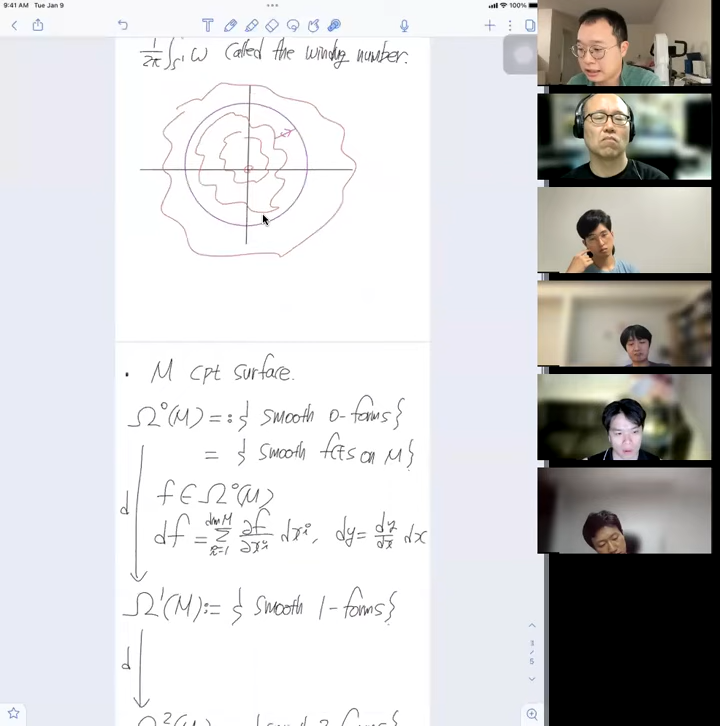 9:41 AM Tue Jan 9
100%
1/2π ∫_{S¹} ω called the winding number.
· M cpt surface.
Ω⁰(M) =: { smooth 0-forms}
= { smooth fcts on M}
d
f ∈ Ω⁰(M)
df = Σ_{i=1}^{dim M} ∂f/∂xⁱ dxⁱ, dy = dy/dx dx
Ω¹(M) := { smooth 1-forms}
d
3 / 5